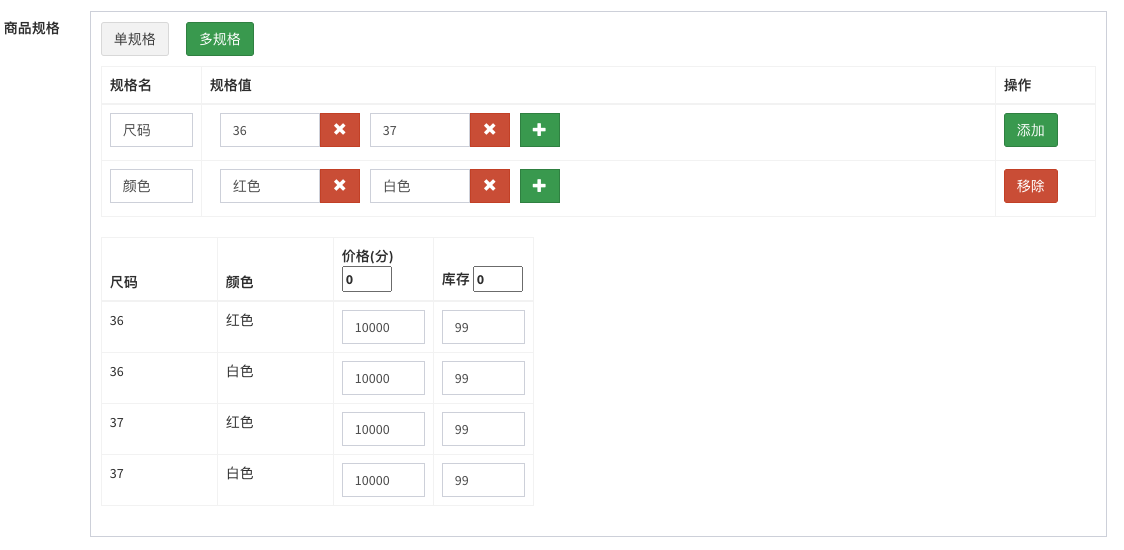 商品规格
单规格 多规格
规格名 规格值 操作
尺码 36 37 添加
颜色 红色 白色 移除
尺码 颜色 价格(分) 0 库存 0
36 红色 10000 99
36 白色 10000 99
37 红色 10000 99
37 白色 10000 99